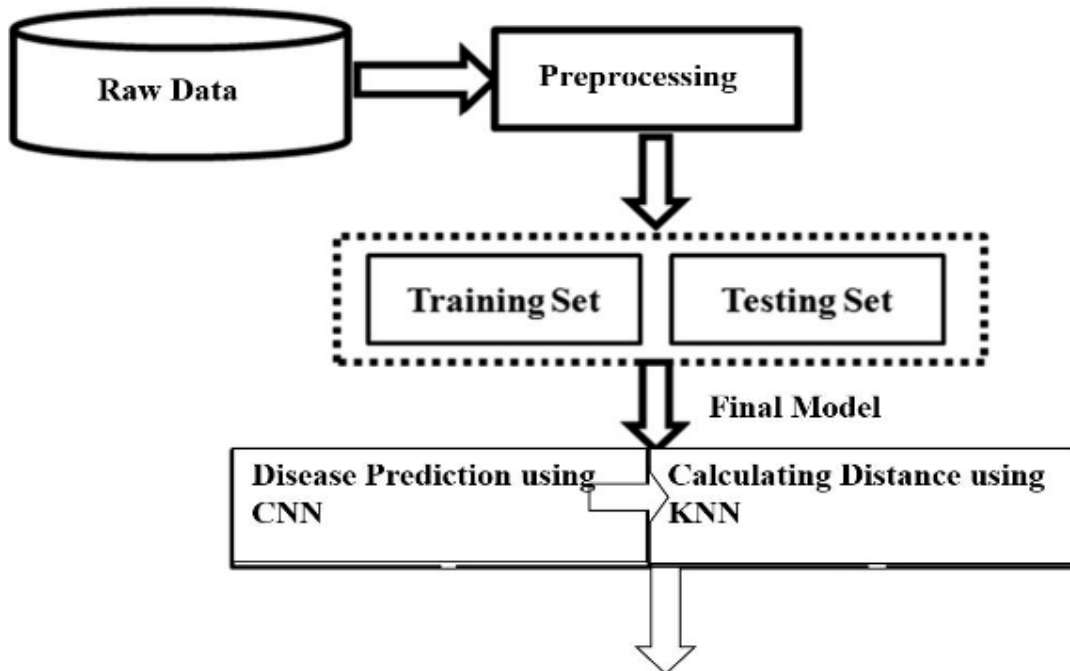 Raw Data
Preprocessing
Training Set
Testing Set
Final Model
Disease Prediction using
CNN
Calculating Distance using
KNN